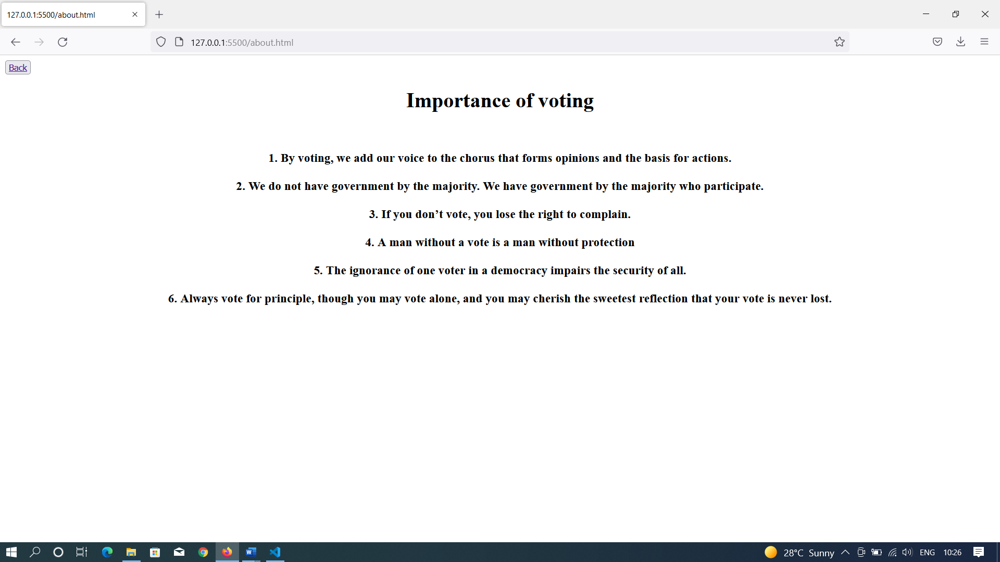 127.0.0.1:5500/about.html
127.0.0.1:5500/about.html
Back
Importance of voting
1. By voting, we add our voice to the chorus that forms opinions and the basis for actions.
2. We do not have government by the majority. We have government by the majority who participate.
3. If you don’t vote, you lose the right to complain.
4. A man without a vote is a man without protection
5. The ignorance of one voter in a democracy impairs the security of all.
6. Always vote for principle, though you may vote alone, and you may cherish the sweetest reflection that your vote is never lost.
28°C Sunny ENG 10:26